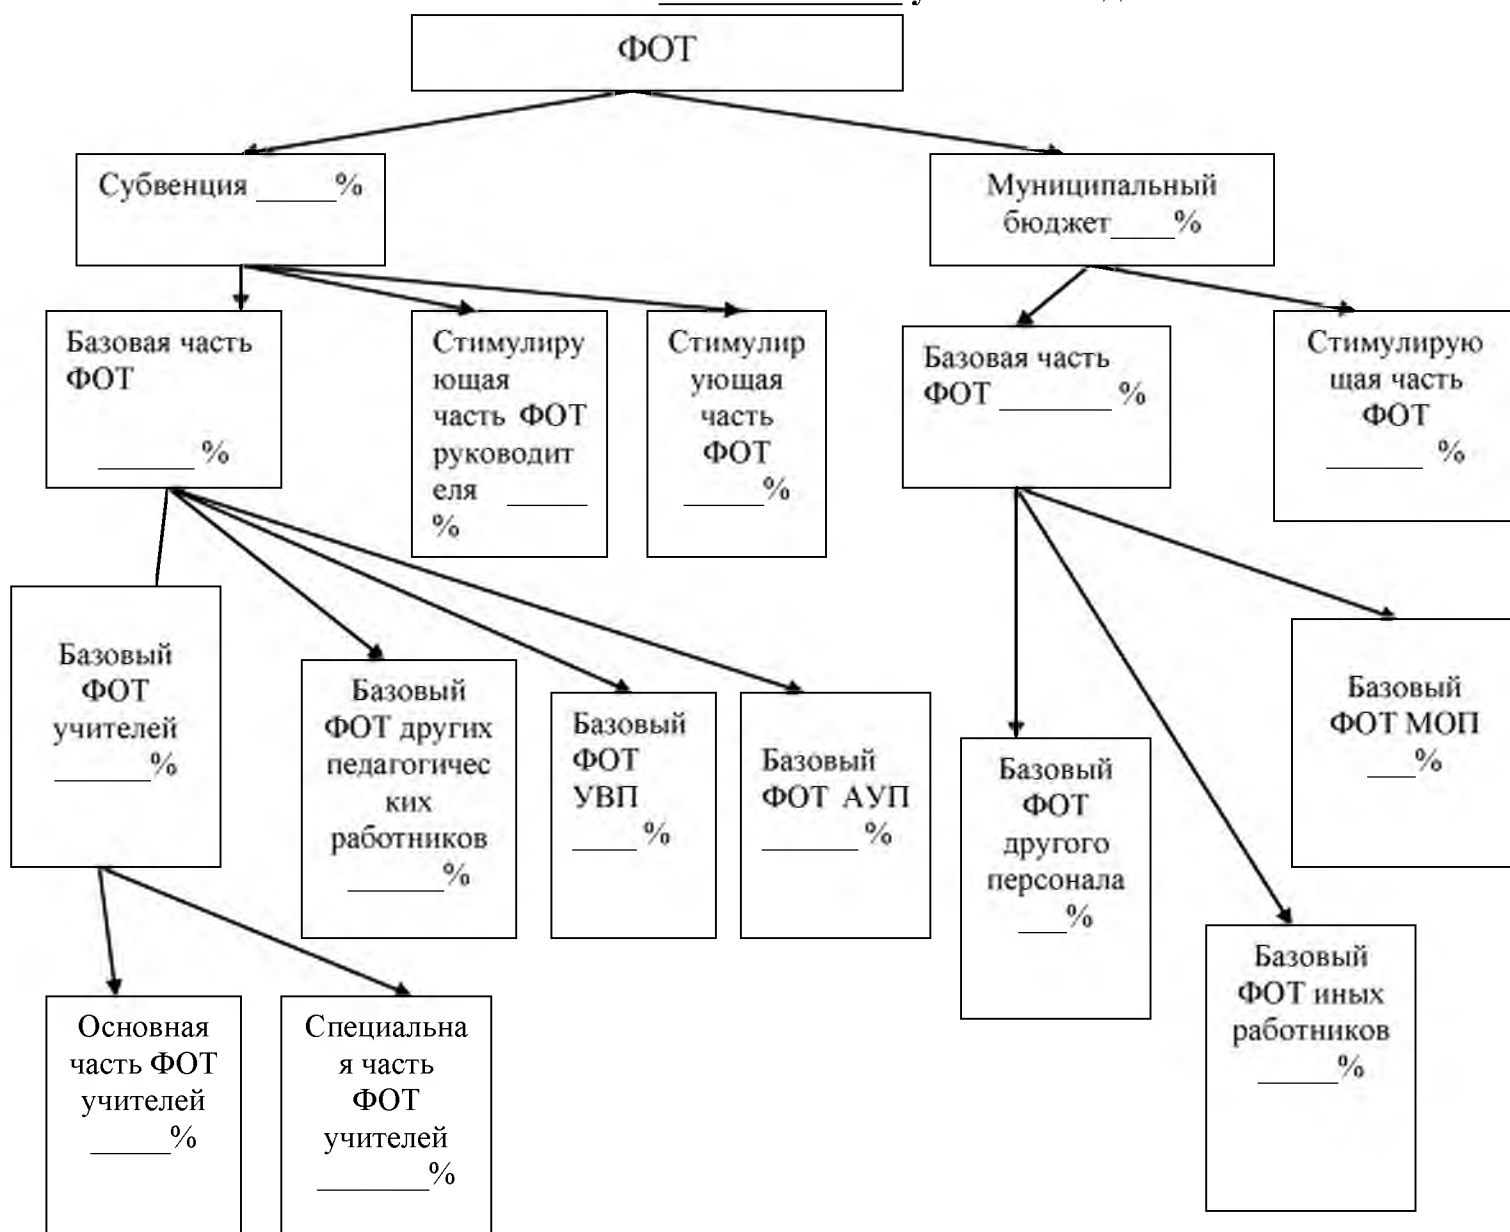 ФОТ
Субвенция _____%
Муниципальный
бюджет____%
Базовая часть
ФОТ
______ %
Стимулиру
ющая
часть ФОТ
руководит
еля _____
%
Стимулир
ующая
часть
ФОТ
_____%
Базовая часть
ФОТ _______ %
Стимулирую
щая часть
ФОТ
______ %
Базовый
ФОТ
учителей
______%
Базовый
ФОТ других
педагогичес
ких
работников
______%
Базовый
ФОТ
УВП
____ %
Базовый
ФОТ АУП
______ %
Базовый
ФОТ
другого
персонала
___%
Базовый
ФОТ МОП
___%
Базовый
ФОТ иных
работников
_____%
Основная
часть ФОТ
учителей
_____%
Специальна
я часть
ФОТ
учителей
_______%